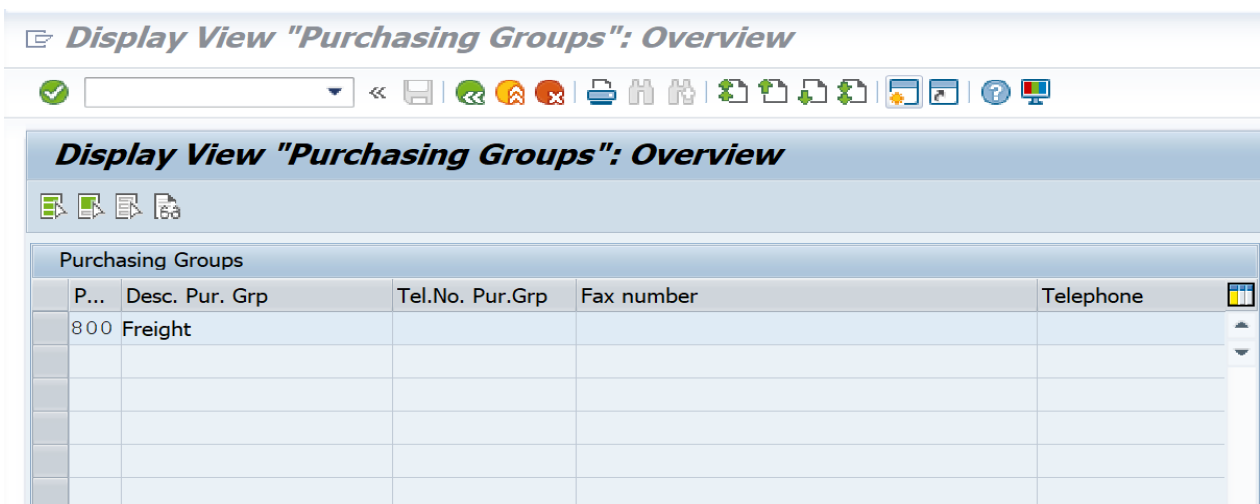 Display View "Purchasing Groups": Overview
Display View "Purchasing Groups": Overview
Purchasing Groups
P... Desc. Pur. Grp Tel.No. Pur.Grp Fax number Telephone
800 Freight